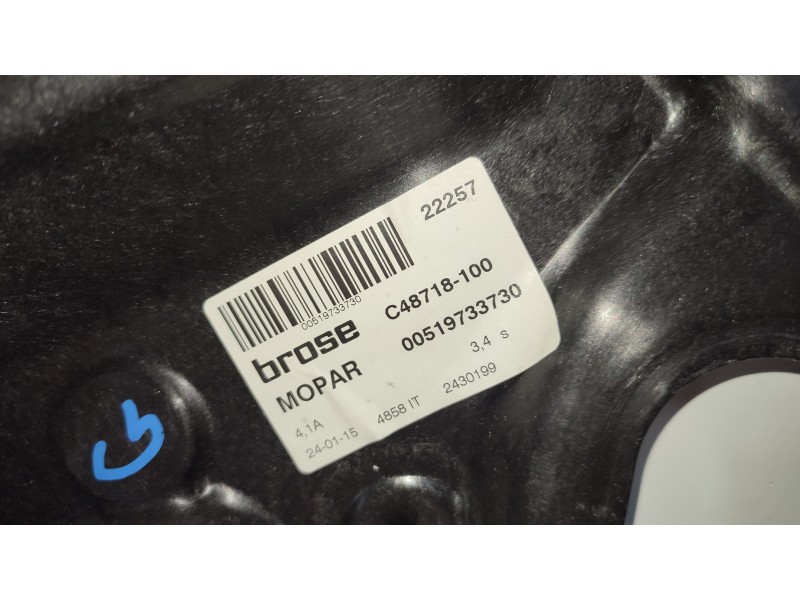 22257
00519733730
brose C48718-100
MOPAR 00519733730
4,1A 3,4 s
24-01-15 4858 IT 2430199